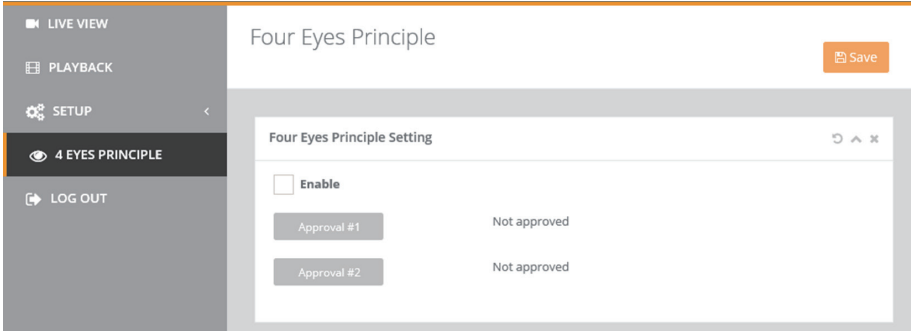 LIVE VIEW
PLAYBACK
SETUP
4 EYES PRINCIPLE
LOG OUT
Four Eyes Principle
Save
Four Eyes Principle Setting
Enable
Approval #1 Not approved
Approval #2 Not approved